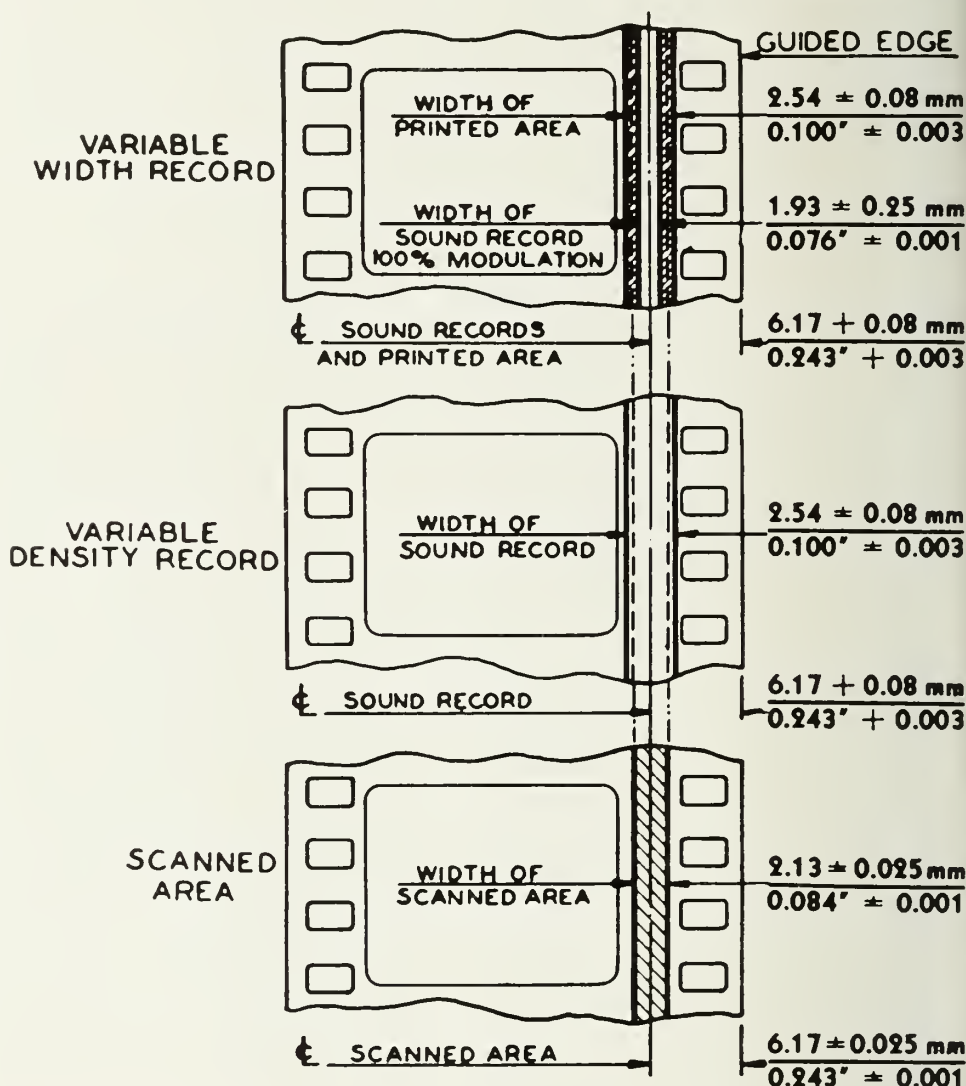 GUIDED EDGE
VARIABLE
WIDTH RECORD
WIDTH OF
PRINTED AREA
2.54 ± 0.08 mm
0.100" ± 0.003
WIDTH OF
SOUND RECORD
100% MODULATION
1.93 ± 0.25 mm
0.076" ± 0.001
℄ SOUND RECORDS
AND PRINTED AREA
6.17 + 0.08 mm
0.243" + 0.003
VARIABLE
DENSITY RECORD
WIDTH OF
SOUND RECORD
2.54 ± 0.08 mm
0.100" ± 0.003
℄ SOUND RECORD
6.17 + 0.08 mm
0.243" + 0.003
SCANNED
AREA
WIDTH OF
SCANNED AREA
2.13 ± 0.025 mm
0.084" ± 0.001
℄ SCANNED AREA
6.17 ± 0.025 mm
0.243" ± 0.001